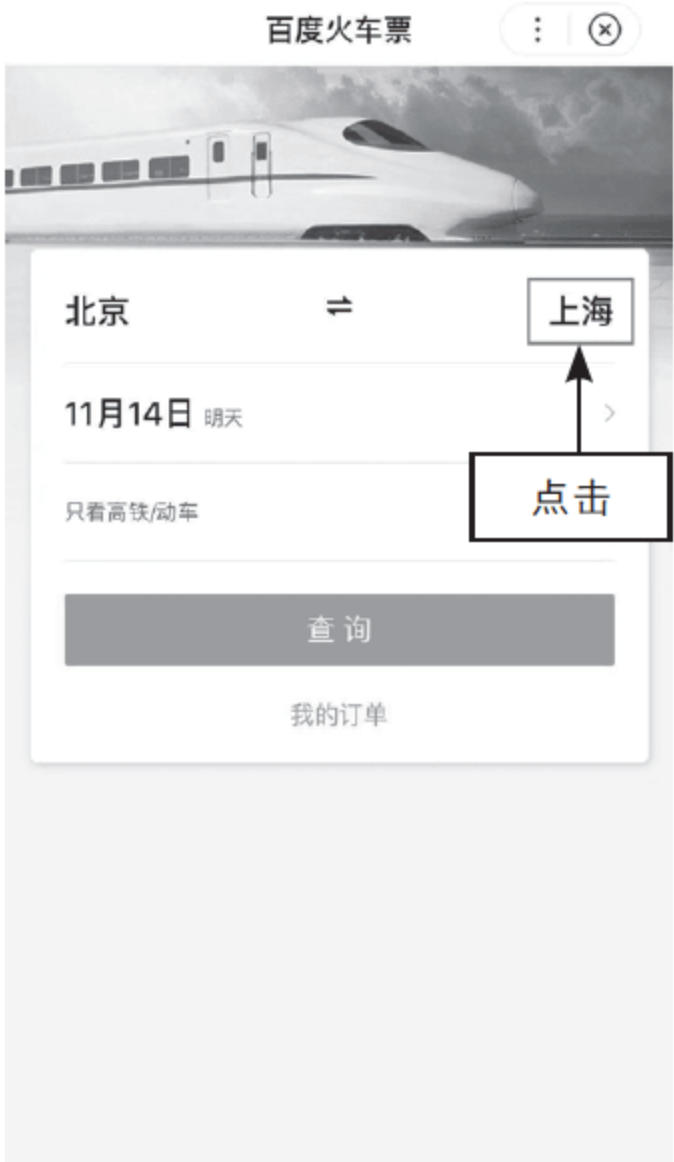 百度火车票
北京 ⇌ 上海
11月14日 明天
点击
只看高铁/动车
查询
我的订单